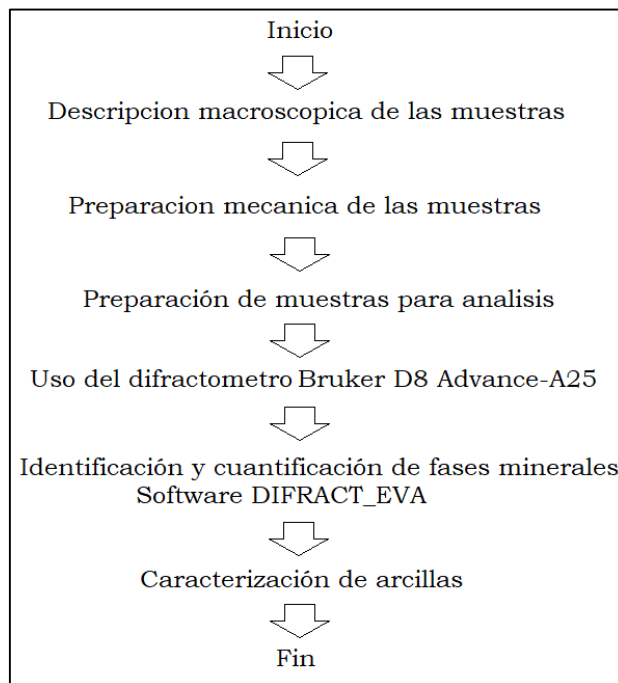 Inicio
Descripcion macroscopica de las muestras
Preparacion mecanica de las muestras
Preparación de muestras para analisis
Uso del difractometro Bruker D8 Advance-A25
Identificación y cuantificación de fases minerales
Software DIFRACT_EVA
Caracterización de arcillas
Fin